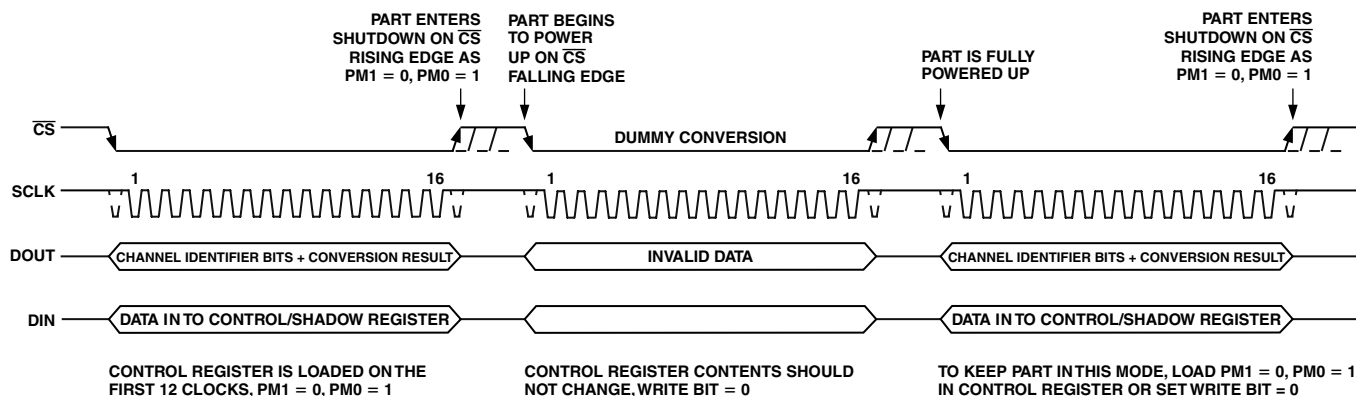 PART ENTERS
SHUTDOWN ON CS
RISING EDGE AS
PM1 = 0, PM0 = 1
PART BEGINS
TO POWER
UP ON CS
FALLING EDGE
PART IS FULLY
POWERED UP
PART ENTERS
SHUTDOWN ON CS
RISING EDGE AS
PM1 = 0, PM0 = 1
CS
DUMMY CONVERSION
SCLK
1 16 1 16 1 16
DOUT
CHANNEL IDENTIFIER BITS + CONVERSION RESULT
INVALID DATA
CHANNEL IDENTIFIER BITS + CONVERSION RESULT
DIN
DATA IN TO CONTROL/SHADOW REGISTER
DATA IN TO CONTROL/SHADOW REGISTER
CONTROL REGISTER IS LOADED ON THE
FIRST 12 CLOCKS, PM1 = 0, PM0 = 1
CONTROL REGISTER CONTENTS SHOULD
NOT CHANGE, WRITE BIT = 0
TO KEEP PART IN THIS MODE, LOAD PM1 = 0, PM0 = 1
IN CONTROL REGISTER OR SET WRITE BIT = 0